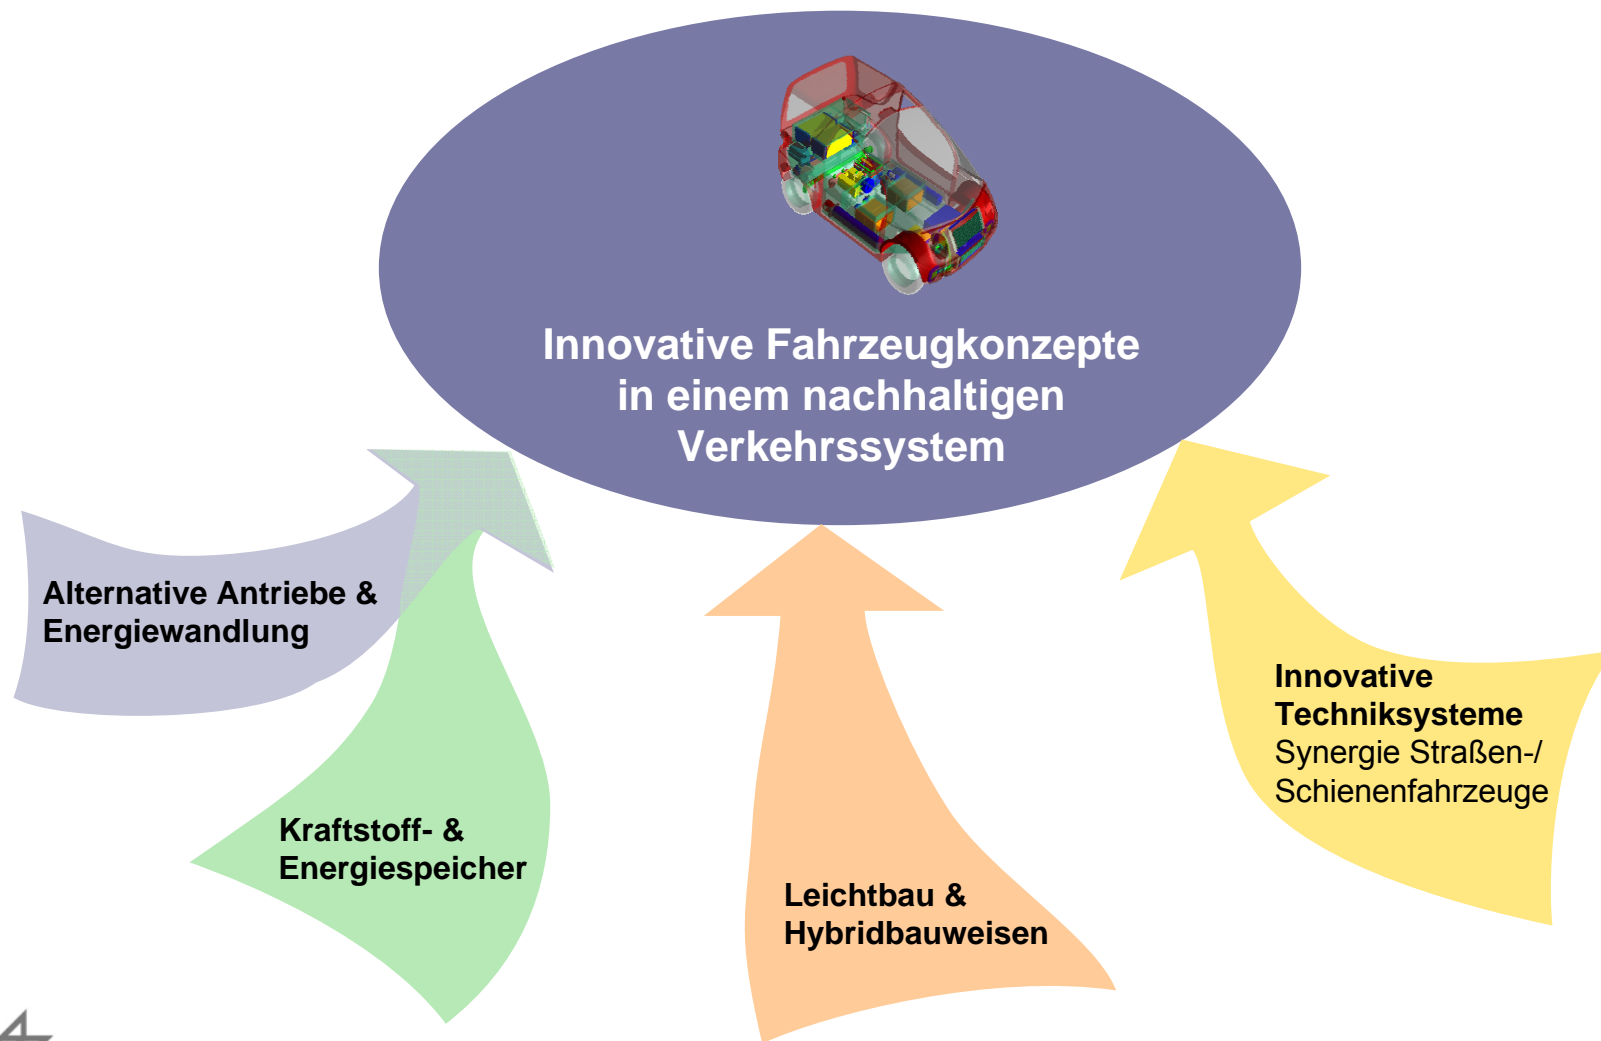 Innovative Fahrzeugkonzepte
in einem nachhaltigen
Verkehrssystem
Alternative Antriebe &
Energiewandlung
Kraftstoff- &
Energiespeicher
Leichtbau &
Hybridbauweisen
Innovative
Techniksysteme
Synergie Straßen-/
Schienenfahrzeuge